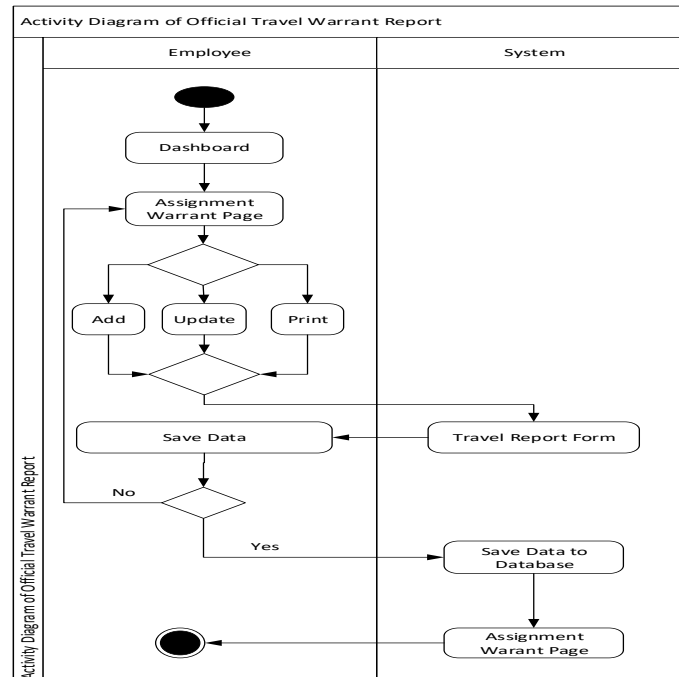 Activity Diagram of Official Travel Warrant Report
Employee
System
Dashboard
Assignment
Warrant Page
Add
Update
Print
Save Data
Travel Report Form
No
Yes
Save Data to
Database
Assignment
Warant Page
Activity Diagram of Official Travel Warrant Report